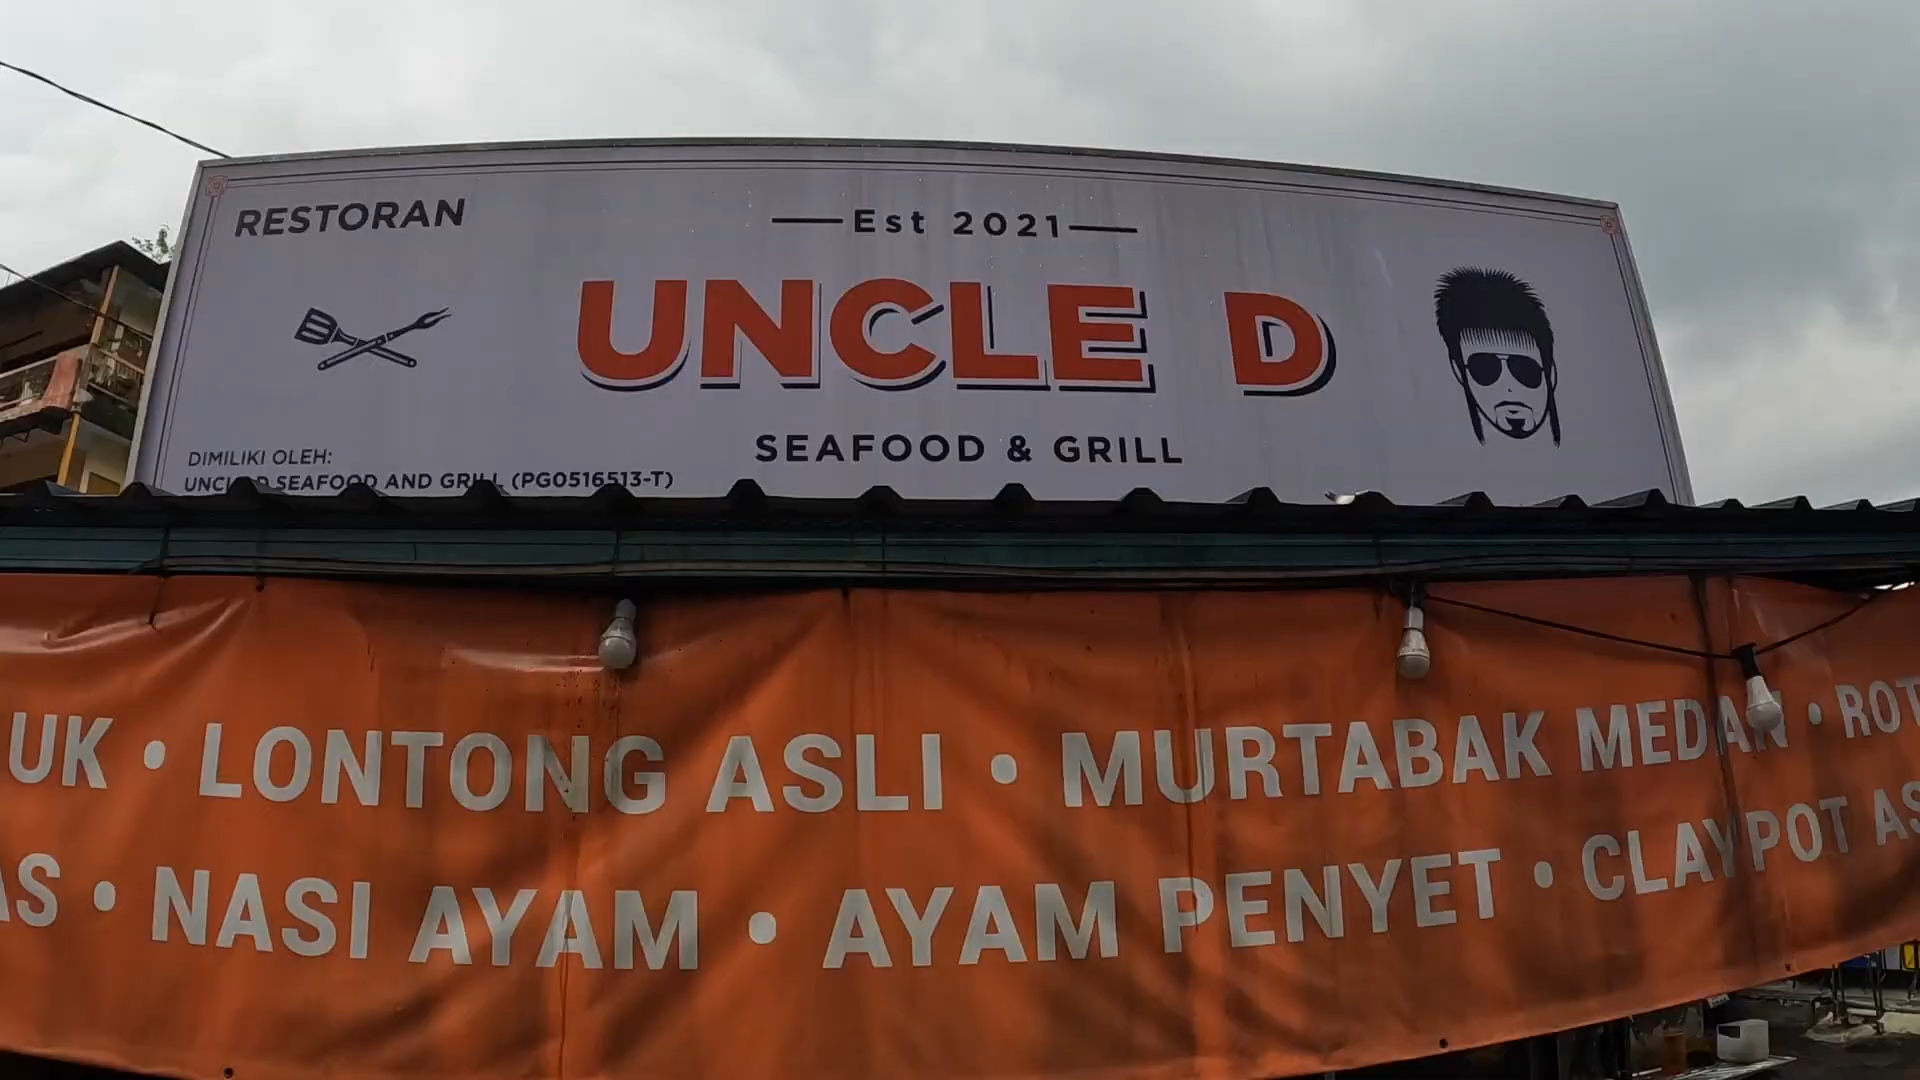 RESTORAN
Est 2021
UNCLE D
SEAFOOD & GRILL
DIMILIKI OLEH:
UNCLE D SEAFOOD AND GRILL (PG0516513-T)
UK • LONTONG ASLI • MURTABAK MEDAN • ROT
AS • NASI AYAM • AYAM PENYET • CLAYPOT AS